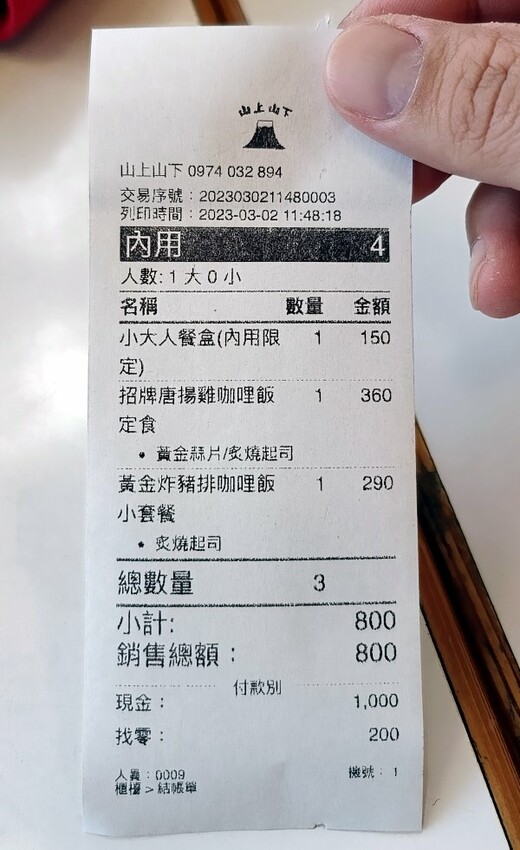 山上山下
山上山下 0974 032 894
交易序號：2023030211480003
列印時間：2023-03-02 11:48:18
內用 4
人數: 1 大 0 小
名稱 數量 金額
小大人餐盒(內用限 1 150
定)
招牌唐揚雞咖哩飯 1 360
定食
• 黃金蒜片/炙燒起司
黃金炸豬排咖哩飯 1 290
小套餐
• 炙燒起司
總數量 3
小計: 800
銷售總額： 800
付款別
現金： 1,000
找零： 200
人員：0009 機號： 1
櫃檯 > 結帳單